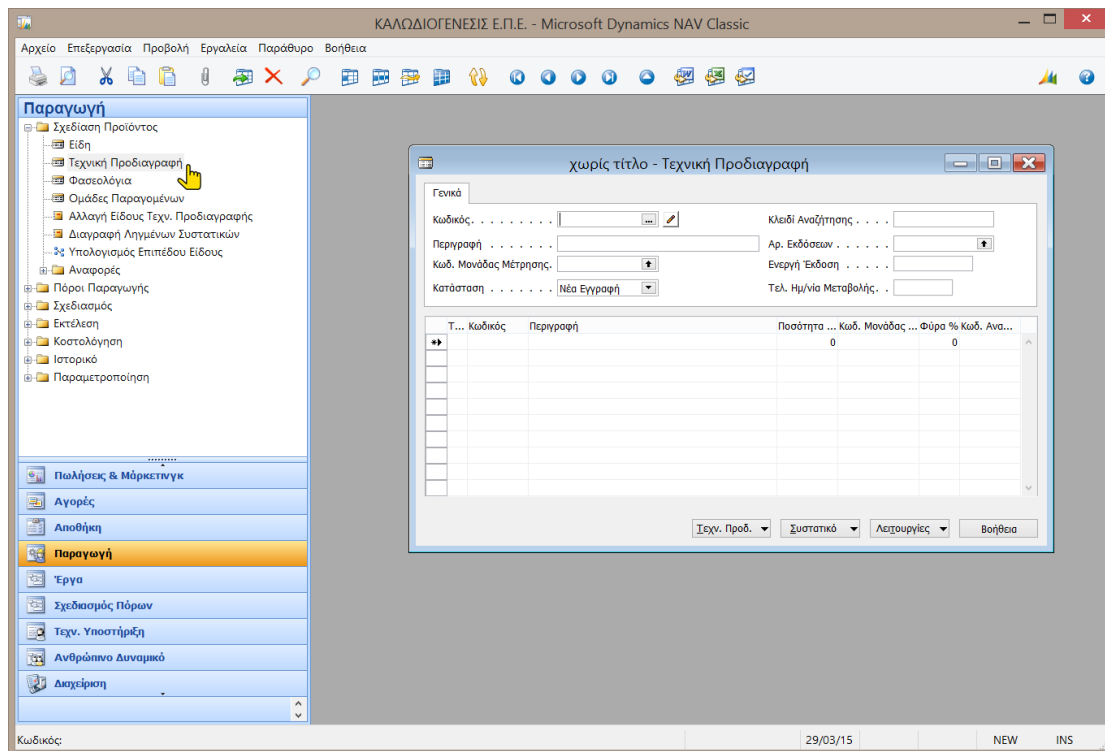 ΚΑΛΩΔΙΟΓΕΝΕΣΙΣ Ε.Π.Ε. - Microsoft Dynamics NAV Classic
Αρχείο Επεξεργασία Προβολή Εργαλεία Παράθυρο Βοήθεια
Παραγωγή
Σχεδίαση Προϊόντος
Είδη
Τεχνική Προδιαγραφή
Φασεολόγια
Ομάδες Παραγομένων
Αλλαγή Είδους Τεχν. Προδιαγραφής
Διαγραφή Ληγμένων Συστατικών
Υπολογισμός Επιπέδου Είδους
Αναφορές
Πόροι Παραγωγής
Σχεδιασμός
Εκτέλεση
Κοστολόγηση
Ιστορικό
Παραμετροποίηση
Πωλήσεις & Μάρκετινγκ
Αγορές
Αποθήκη
Παραγωγή
Έργα
Σχεδιασμός Πόρων
Τεχν. Υποστήριξη
Ανθρώπινο Δυναμικό
Διαχείριση
χωρίς τίτλο - Τεχνική Προδιαγραφή
Γενικά
Κωδικός. . . . . . . . . Κλειδί Αναζήτησης . . . .
Περιγραφή . . . . . . . Αρ. Εκδόσεων . . . . . .
Κωδ. Μονάδας Μέτρησης. Ενεργή Έκδοση . . . . .
Κατάσταση . . . . . . . Νέα Εγγραφή Τελ. Ημ/νία Μεταβολής. .
Τ... Κωδικός Περιγραφή Ποσότητα ... Κωδ. Μονάδας ... Φύρα % Κωδ. Ανα...
0 0
Τεχν. Προδ. Συστατικό Λειτουργίες Βοήθεια
Κωδικός: 29/03/15 NEW INS